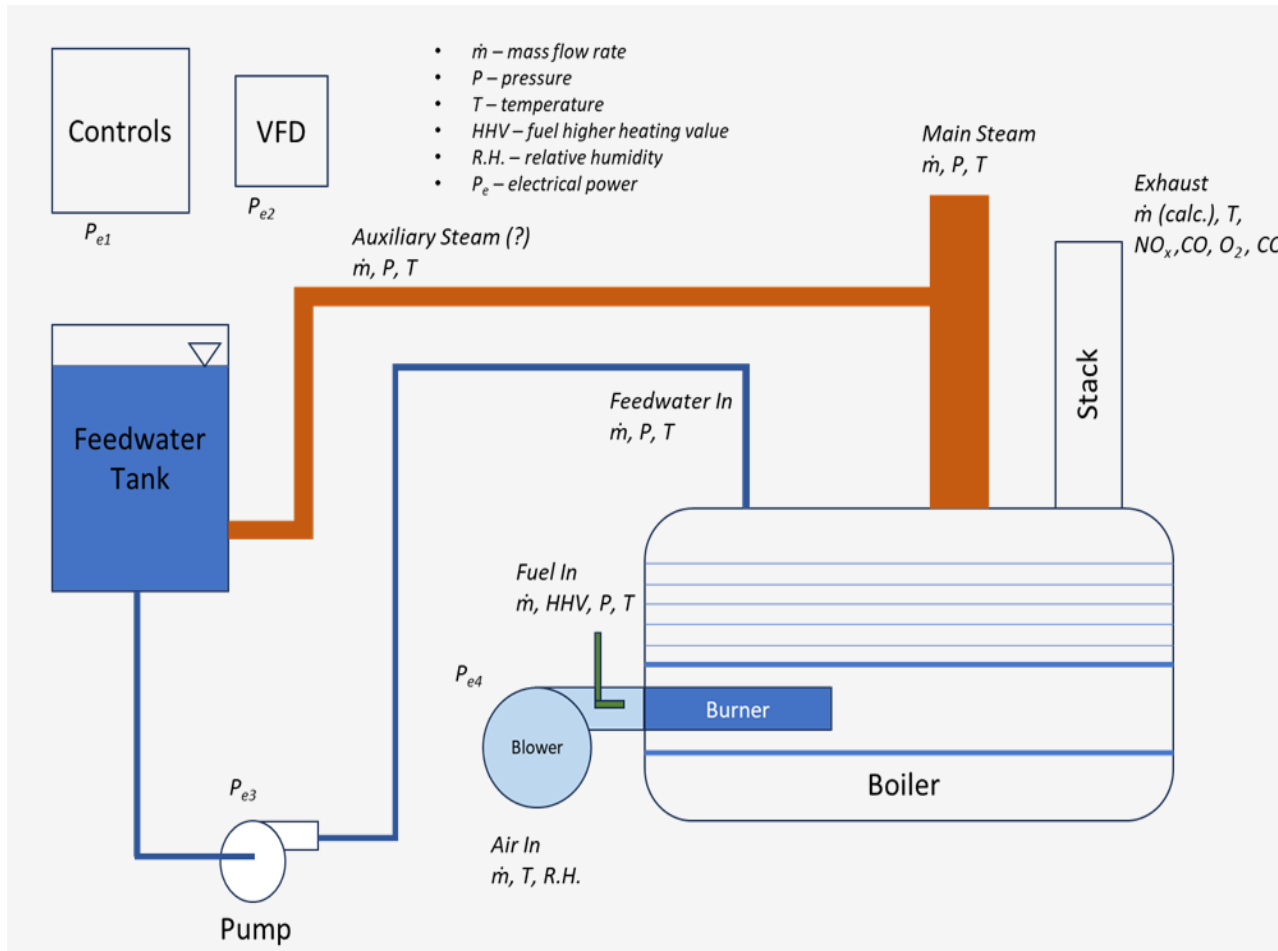 • ṁ – mass flow rate
• P – pressure
• T – temperature
• HHV – fuel higher heating value
• R.H. – relative humidity
• Pₑ – electrical power
Controls
Pₑ₁
VFD
Pₑ₂
Main Steam
ṁ, P, T
Exhaust
ṁ (calc.), T,
NOₓ,CO, O₂, CO
Auxiliary Steam (?)
ṁ, P, T
Stack
Feedwater
Tank
Feedwater In
ṁ, P, T
Fuel In
ṁ, HHV, P, T
Pₑ₄
Burner
Blower
Boiler
Pₑ₃
Air In
ṁ, T, R.H.
Pump